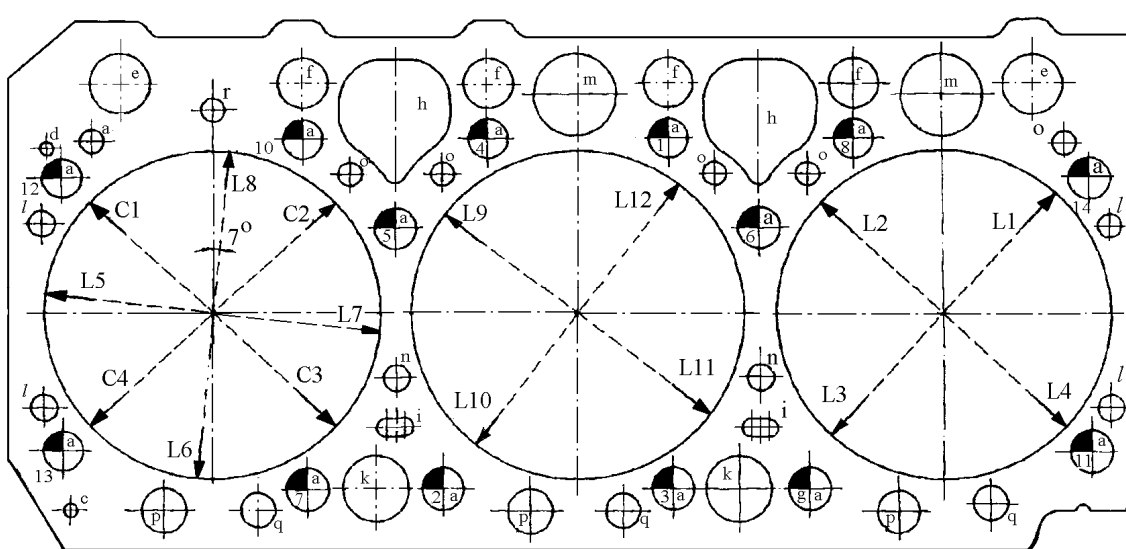 e r f h f m f h f m e
d a a a a a o
10 4 1 8
o o o o
12 a L8 L12 a 14
l C1 C2 L9 a 5 a 6 L2 L1 l
7°
L5 L7
C4 C3 n L10 L11 n L3 L4 l
l L6 i i
13 a a 11
c p q 7 a k 2 a p q 3 a k g a p q